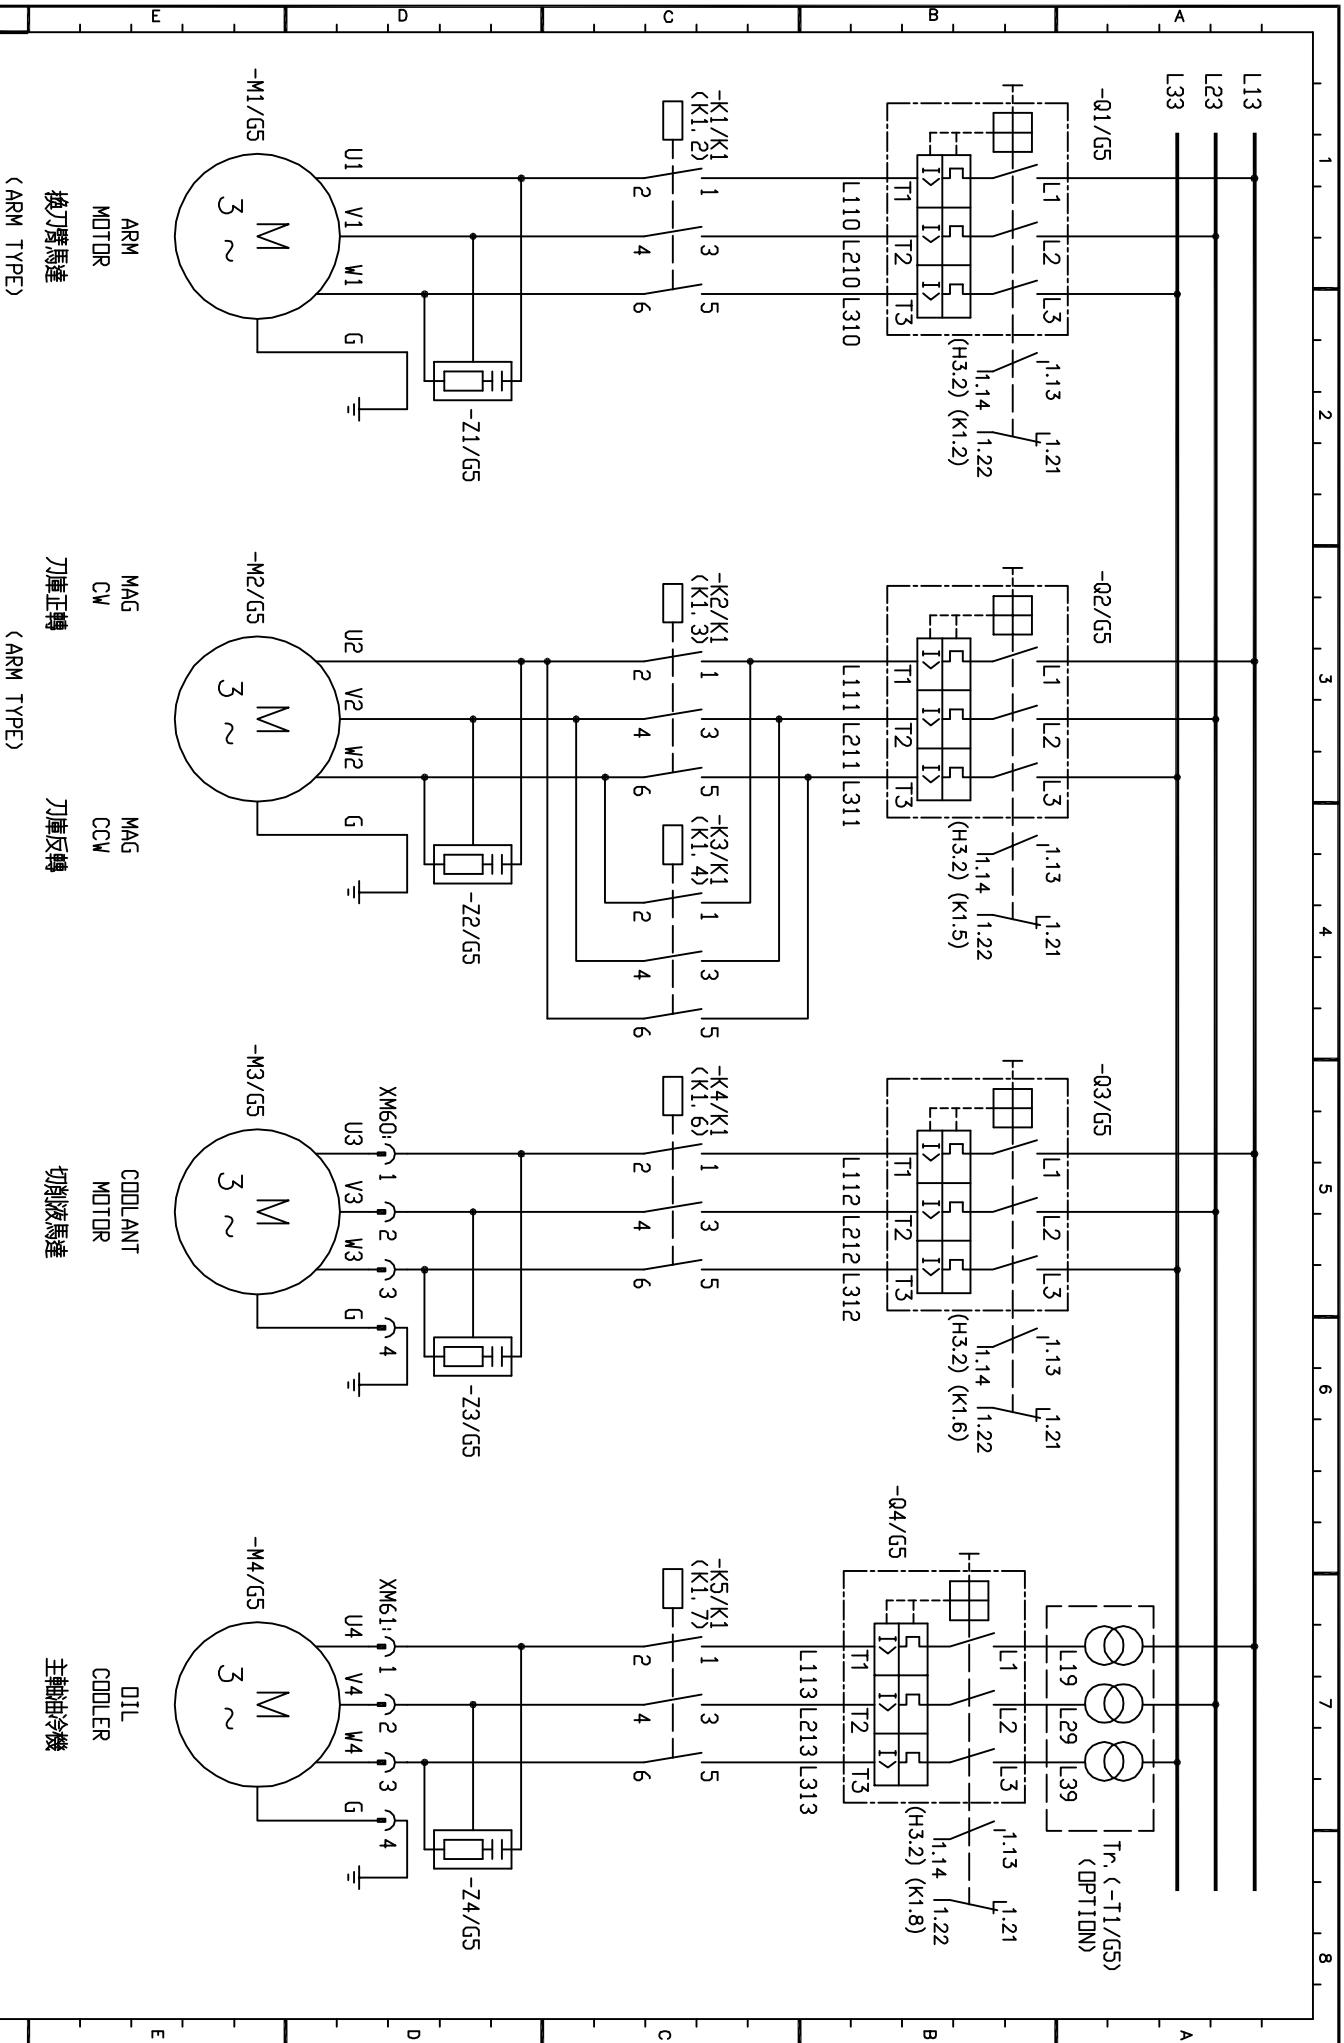 1 2 3 4 5 6 7 8
A
B
C
D
E
A
B
C
D
E
L13
L23
L33
-Q1/G5
L1 L2 L3
T1 T2 T3
I> I> I>
1.13 1.21
1.14 1.22
(H3.2) (K1.2)
L110 L210 L310
-K1/K1
(K1. 2)
1 3 5
2 4 6
-Z1/G5
U1 V1 W1 G
-M1/G5
M
3 ~
ARM
MOTOR
換刀臂馬達
(ARM TYPE)
-Q2/G5
L1 L2 L3
T1 T2 T3
I> I> I>
1.13 1.21
1.14 1.22
(H3.2) (K1.5)
L111 L211 L311
-K2/K1
(K1. 3)
1 3 5
2 4 6
-K3/K1
(K1. 4)
1 3 5
2 4 6
-Z2/G5
U2 V2 W2 G
-M2/G5
M
3 ~
MAG
CW
刀庫正轉
MAG
CCW
刀庫反轉
(ARM TYPE)
-Q3/G5
L1 L2 L3
T1 T2 T3
I> I> I>
1.13 1.21
1.14 1.22
(H3.2) (K1.6)
L112 L212 L312
-K4/K1
(K1. 6)
1 3 5
2 4 6
-Z3/G5
XM60: 1 2 3 4
U3 V3 W3 G
-M3/G5
M
3 ~
COOLANT
MOTOR
切削液馬達
Tr. (-T1/G5)
(OPTION)
L19 L29 L39
-Q4/G5
L1 L2 L3
T1 T2 T3
I> I> I>
1.13 1.21
1.14 1.22
(H3.2) (K1.8)
L113 L213 L313
-K5/K1
(K1. 7)
1 3 5
2 4 6
-Z4/G5
XM61: 1 2 3 4
U4 V4 W4 G
-M4/G5
M
3 ~
OIL
COOLER
主軸油冷機